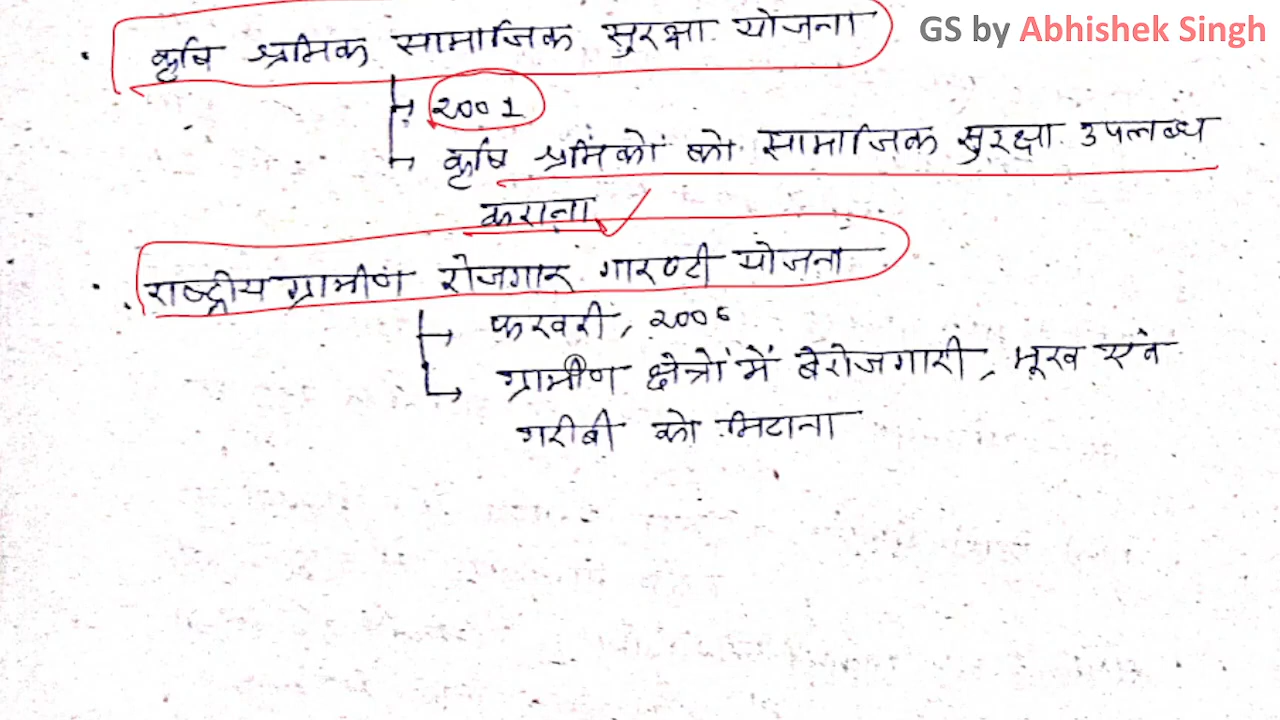 GS by Abhishek Singh
कृषि श्रमिक सामाजिक सुरक्षा योजना
2001
कृषि श्रमिकों को सामाजिक सुरक्षा उपलब्ध
कराना
राष्ट्रीय ग्रामीण रोजगार गारण्टी योजना
फरवरी, 2006
ग्रामीण क्षेत्रों में बेरोजगारी, भूख एवं
गरीबी को मिटाना